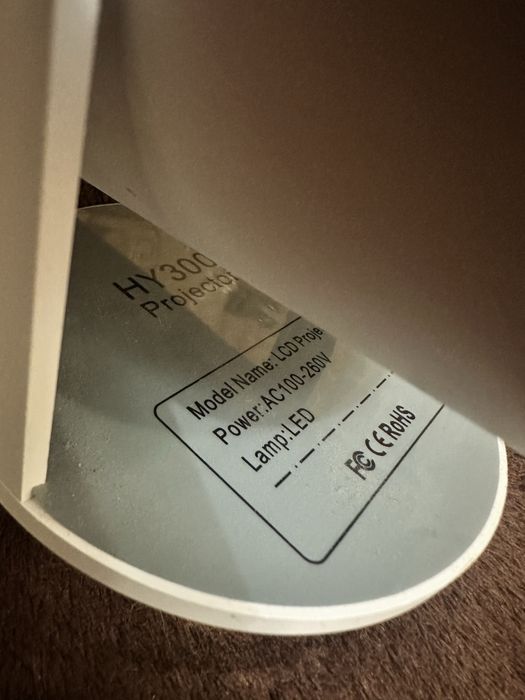 HY300
Projector
Model Name: LCD Proje
Power:AC100-260V
Lamp:LED
FC CE RoHS